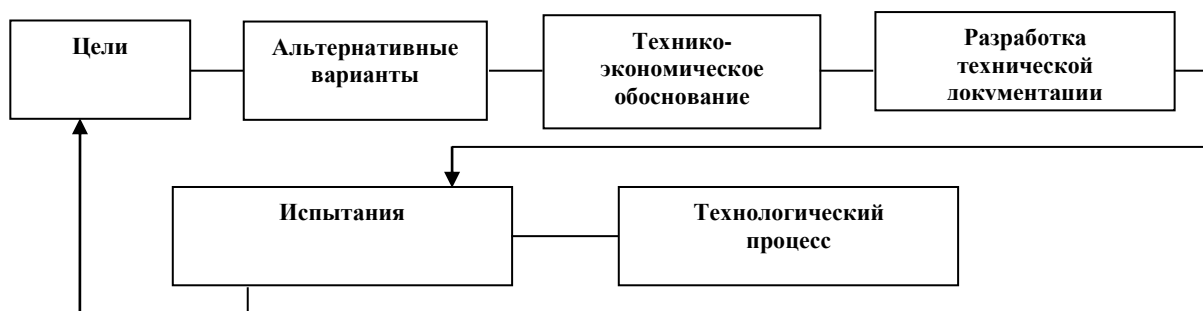 Цели
Альтернативные
варианты
Технико-
экономическое
обоснование
Разработка
технической
документации
Испытания
Технологический
процесс